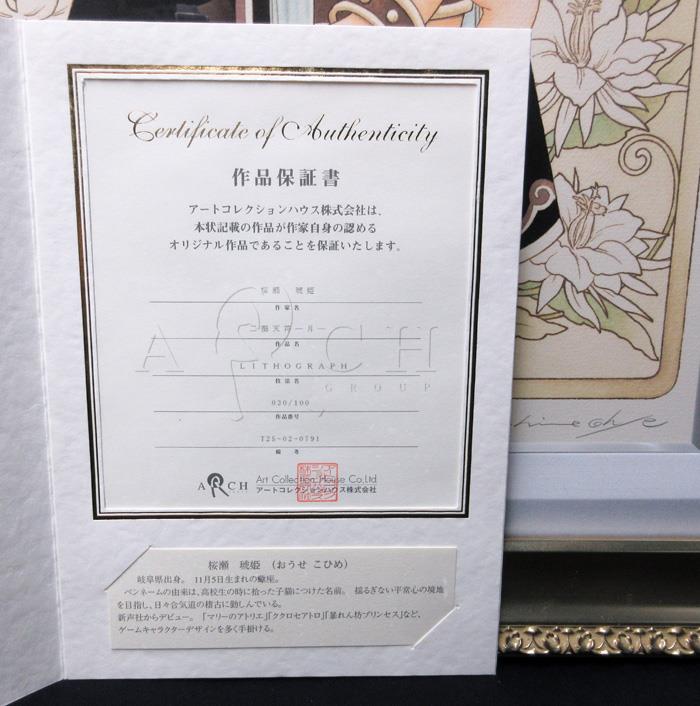 Certificate of Authenticity
作品保証書
アートコレクションハウス株式会社は、
本状記載の作品が作家自身の認める
オリジナル作品であることを保証いたします。
桜瀬 琥姫
作家名
作品名
LITHOGRAPH
技法名
020/100
作品番号
T25-02-0791
備考
ARCH
GROUP
ARCH
Art Collection House Co.,Ltd
アートコレクションハウス株式会社
桜瀬 琥姫 (おうせ こひめ)
岐阜県出身。 11月5日生まれの蠍座。
ペンネームの由来は、高校生の時に拾った子猫につけた名前。 揺るぎない平常心の境地
を目指し、日々合気道の稽古に勤しんでいる。
新声社からデビュー。 「マリーのアトリエ」「ククロセアトロ」「暴れん坊プリンセス」など、
ゲームキャラクターデザインを多く手掛ける。